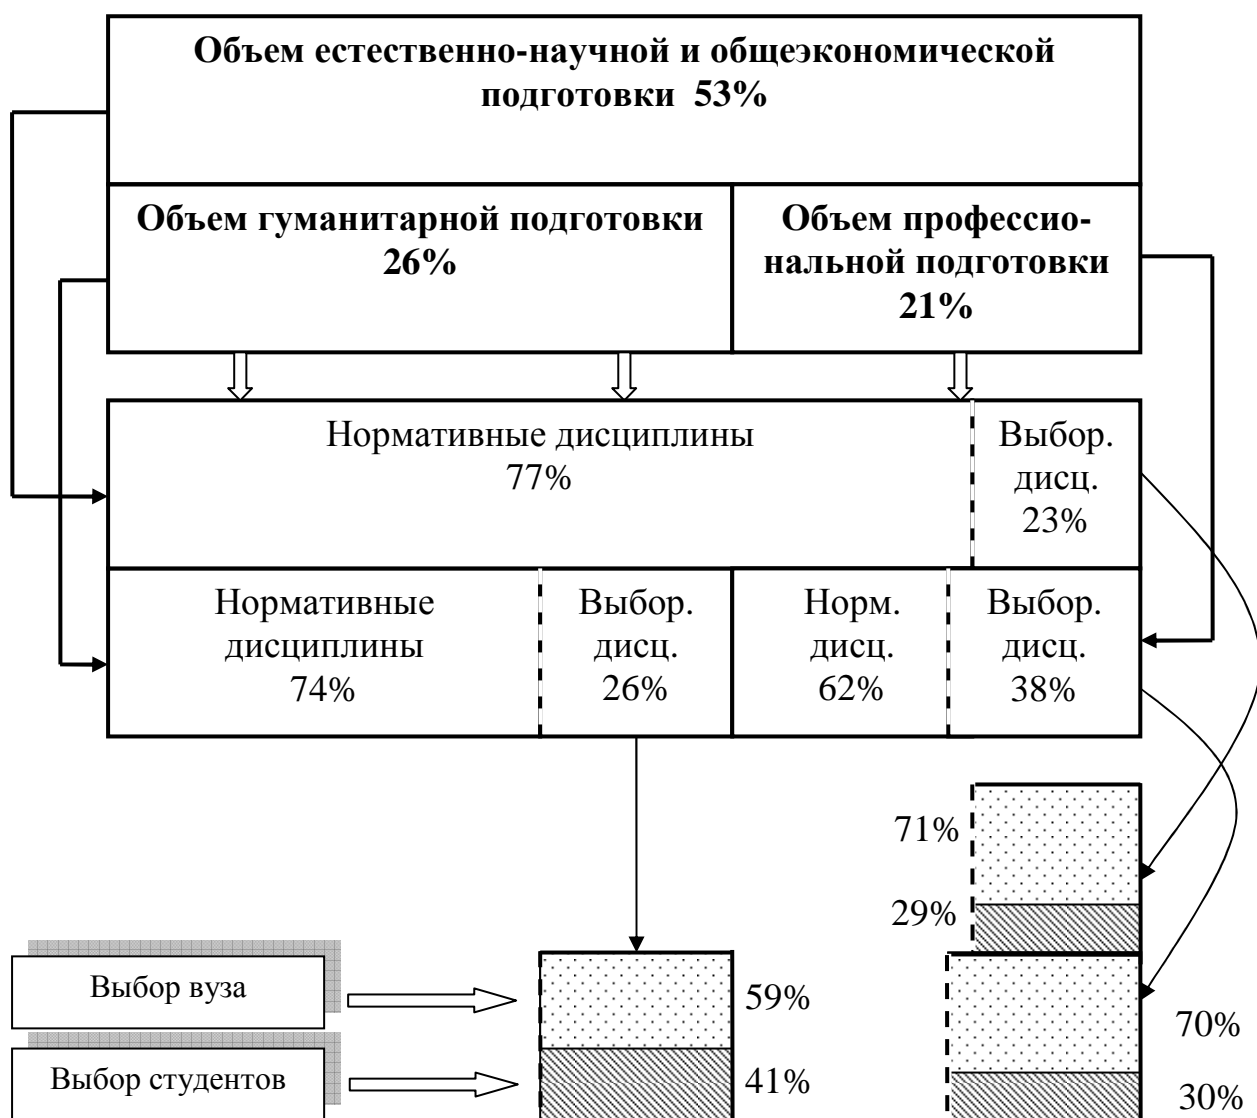 Объем естественно-научной и общеэкономической
подготовки 53%
Объем гуманитарной подготовки
26%
Объем профессио-
нальной подготовки
21%
Нормативные дисциплины
77%
Выбор.
дисц.
23%
Нормативные
дисциплины
74%
Выбор.
дисц.
26%
Норм.
дисц.
62%
Выбор.
дисц.
38%
71%
29%
Выбор вуза
59%
70%
Выбор студентов
41%
30%